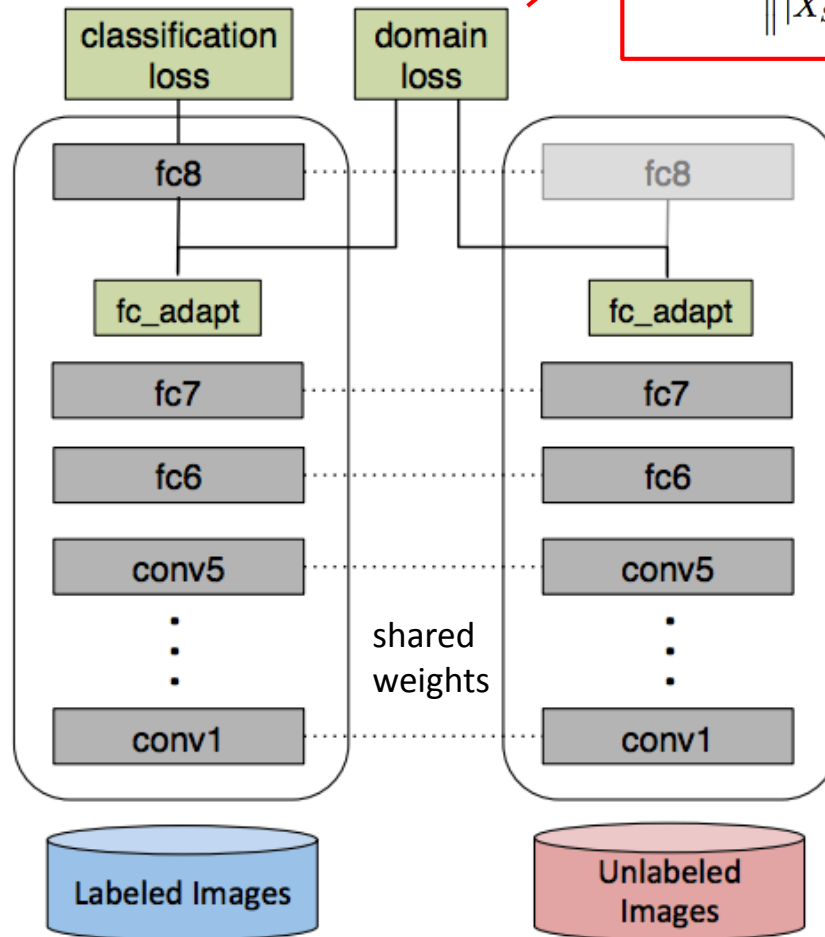 classification
loss
domain
loss
‖ |X
fc8
fc8
fc_adapt
fc_adapt
fc7
fc7
fc6
fc6
conv5
conv5
shared
weights
conv1
conv1
Labeled Images
Unlabeled
Images